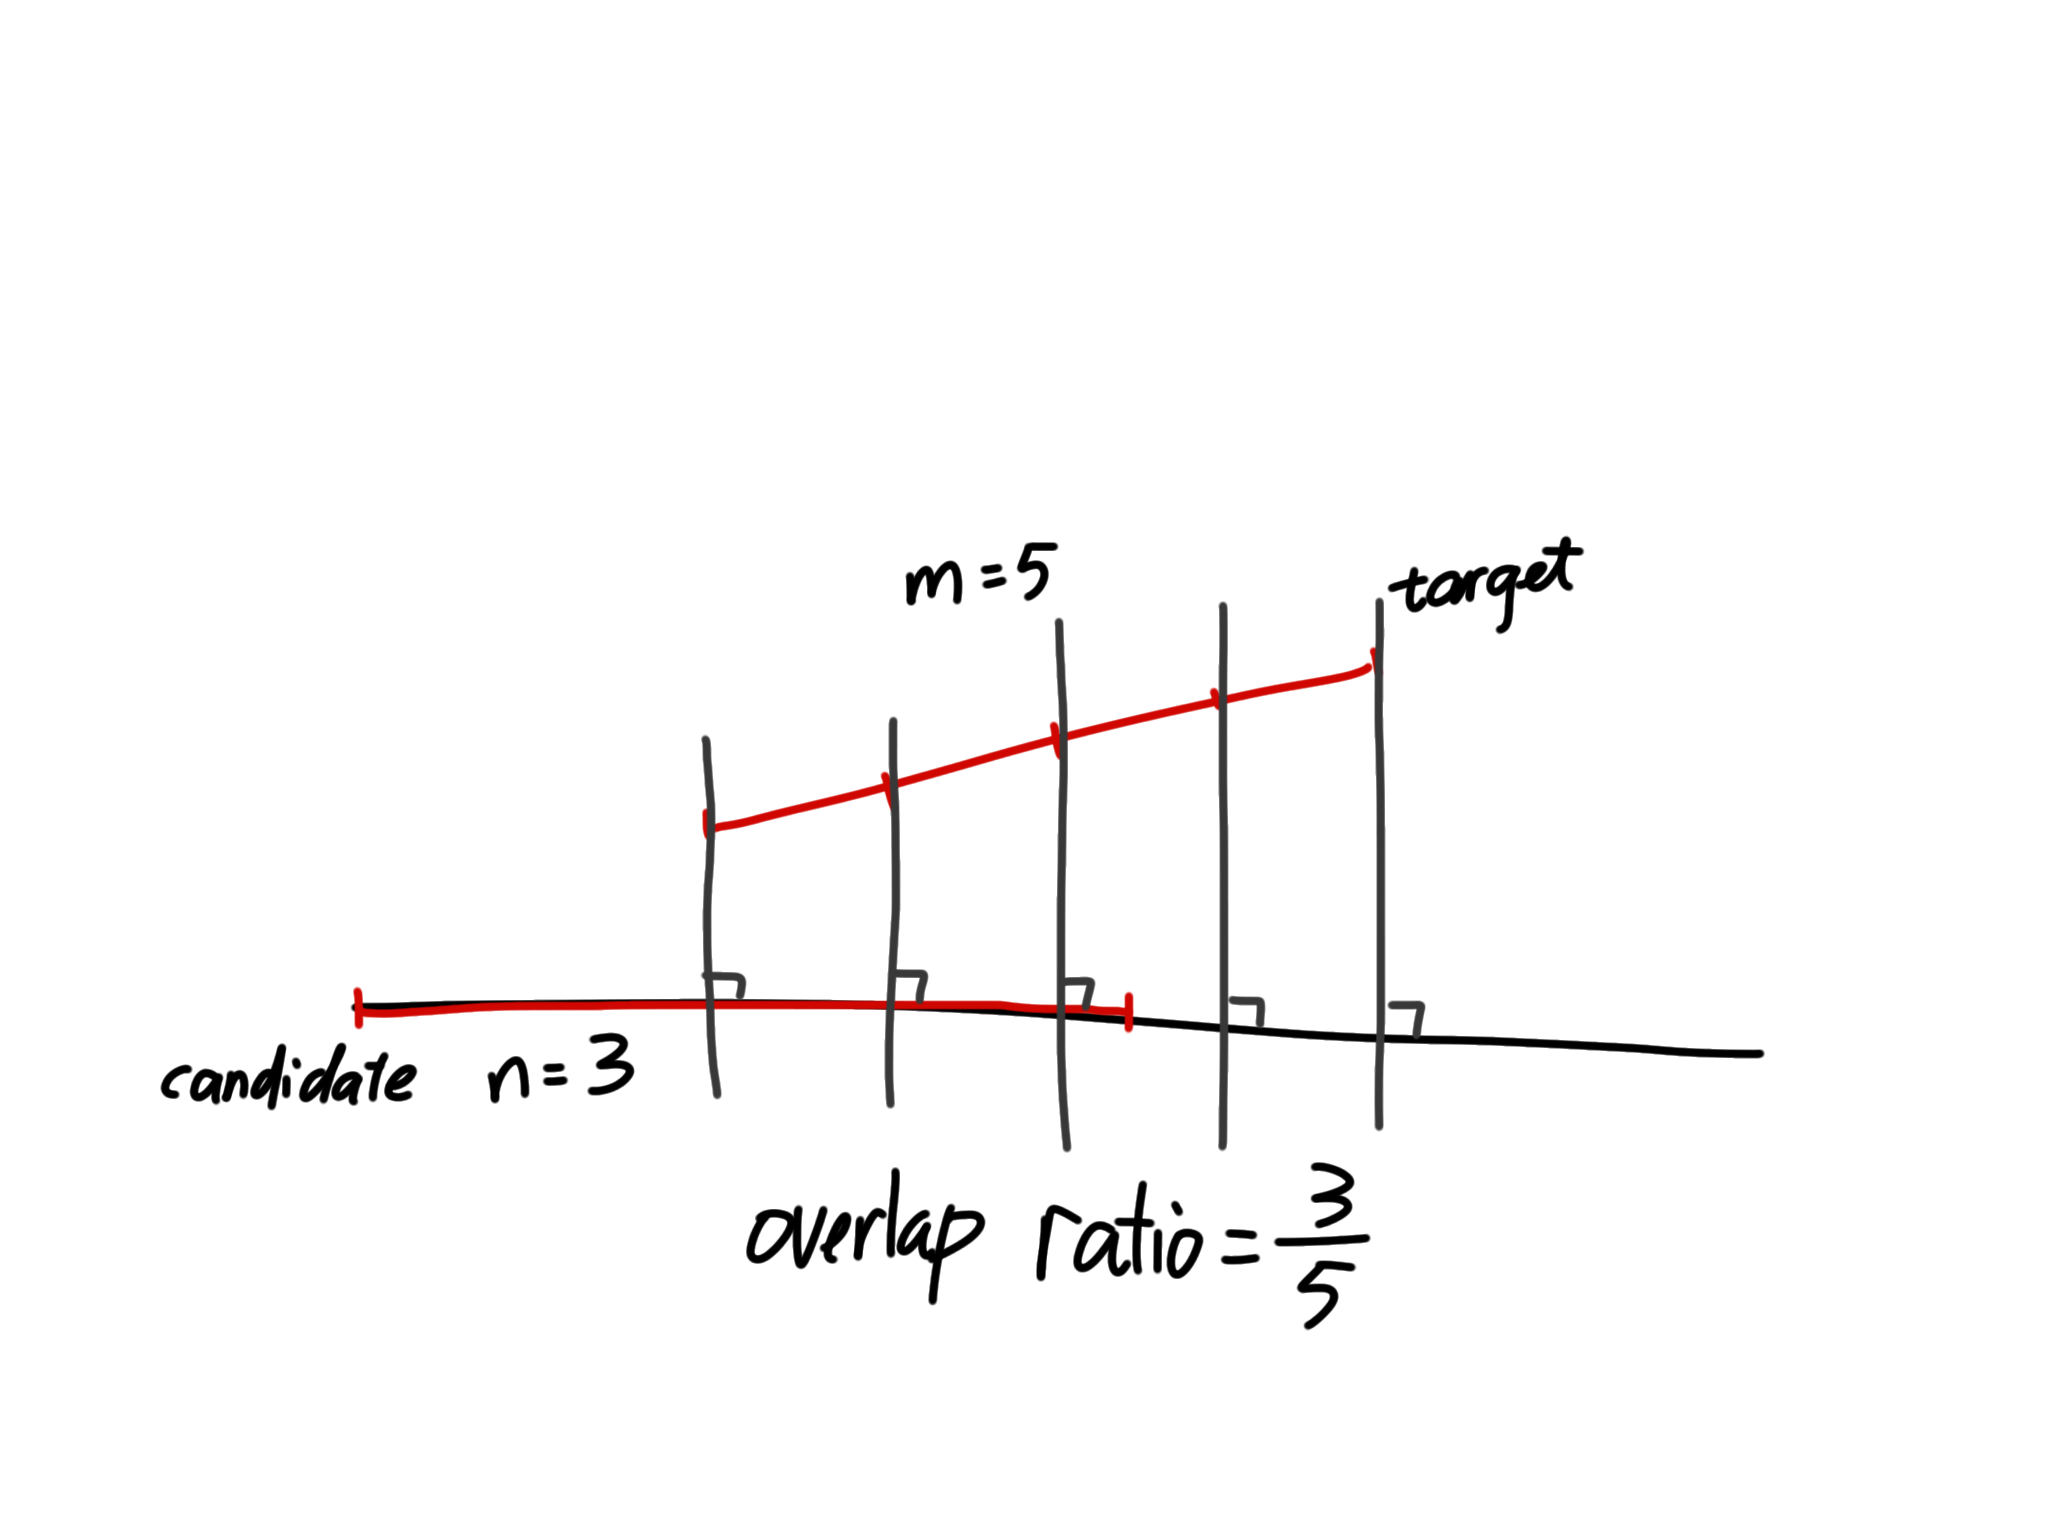 m = 5
target
candidate n = 3
overlap ratio = 3/5